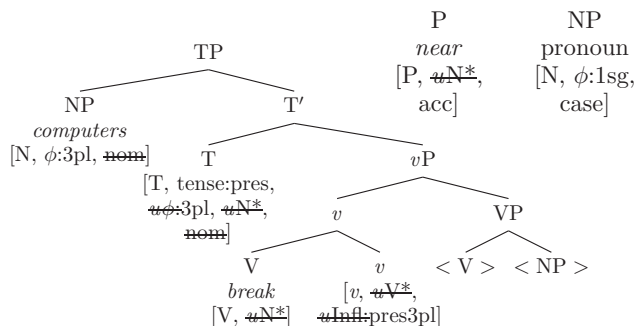 P NP
near pronoun
[P, uN*, [N, ϕ:1sg,
acc] case]
TP
NP T′
computers
[N, ϕ:3pl, nom]
T vP
[T, tense:pres,
uϕ:3pl, uN*,
nom]
v VP
V v < V > < NP >
break [v, uV*,
[V, uN*] uInfl:pres3pl]